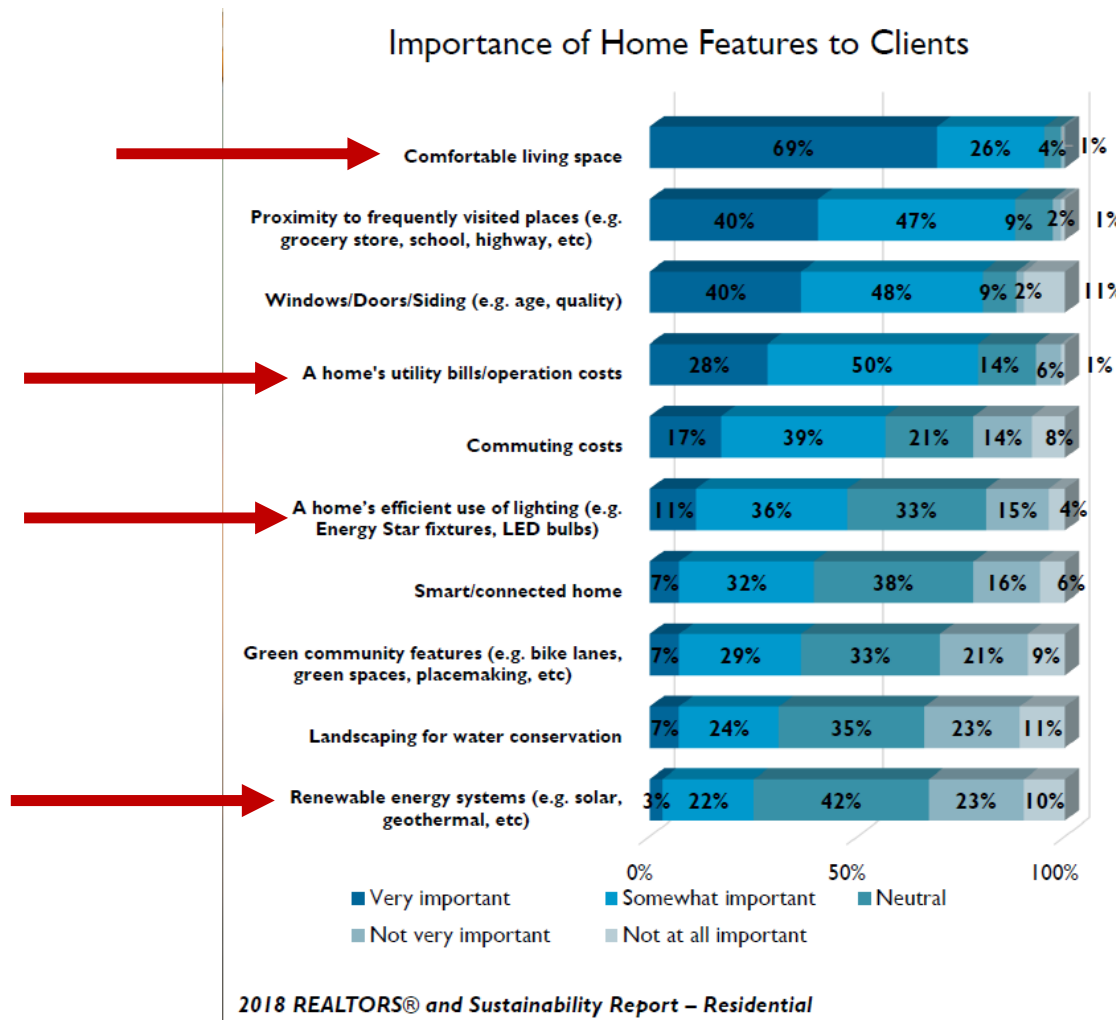 Importance of Home Features to Clients
Comfortable living space
69% 26% 4% 1%
Proximity to frequently visited places (e.g.
grocery store, school, highway, etc)
40% 47% 9% 2% 1%
Windows/Doors/Siding (e.g. age, quality)
40% 48% 9% 2% 11%
A home's utility bills/operation costs
28% 50% 14% 6% 1%
Commuting costs
17% 39% 21% 14% 8%
A home's efficient use of lighting (e.g.
Energy Star fixtures, LED bulbs)
11% 36% 33% 15% 4%
Smart/connected home
7% 32% 38% 16% 6%
Green community features (e.g. bike lanes,
green spaces, placemaking, etc)
7% 29% 33% 21% 9%
Landscaping for water conservation
7% 24% 35% 23% 11%
Renewable energy systems (e.g. solar,
geothermal, etc)
3% 22% 42% 23% 10%
0% 50% 100%
Very important Somewhat important Neutral
Not very important Not at all important
2018 REALTORS® and Sustainability Report – Residential